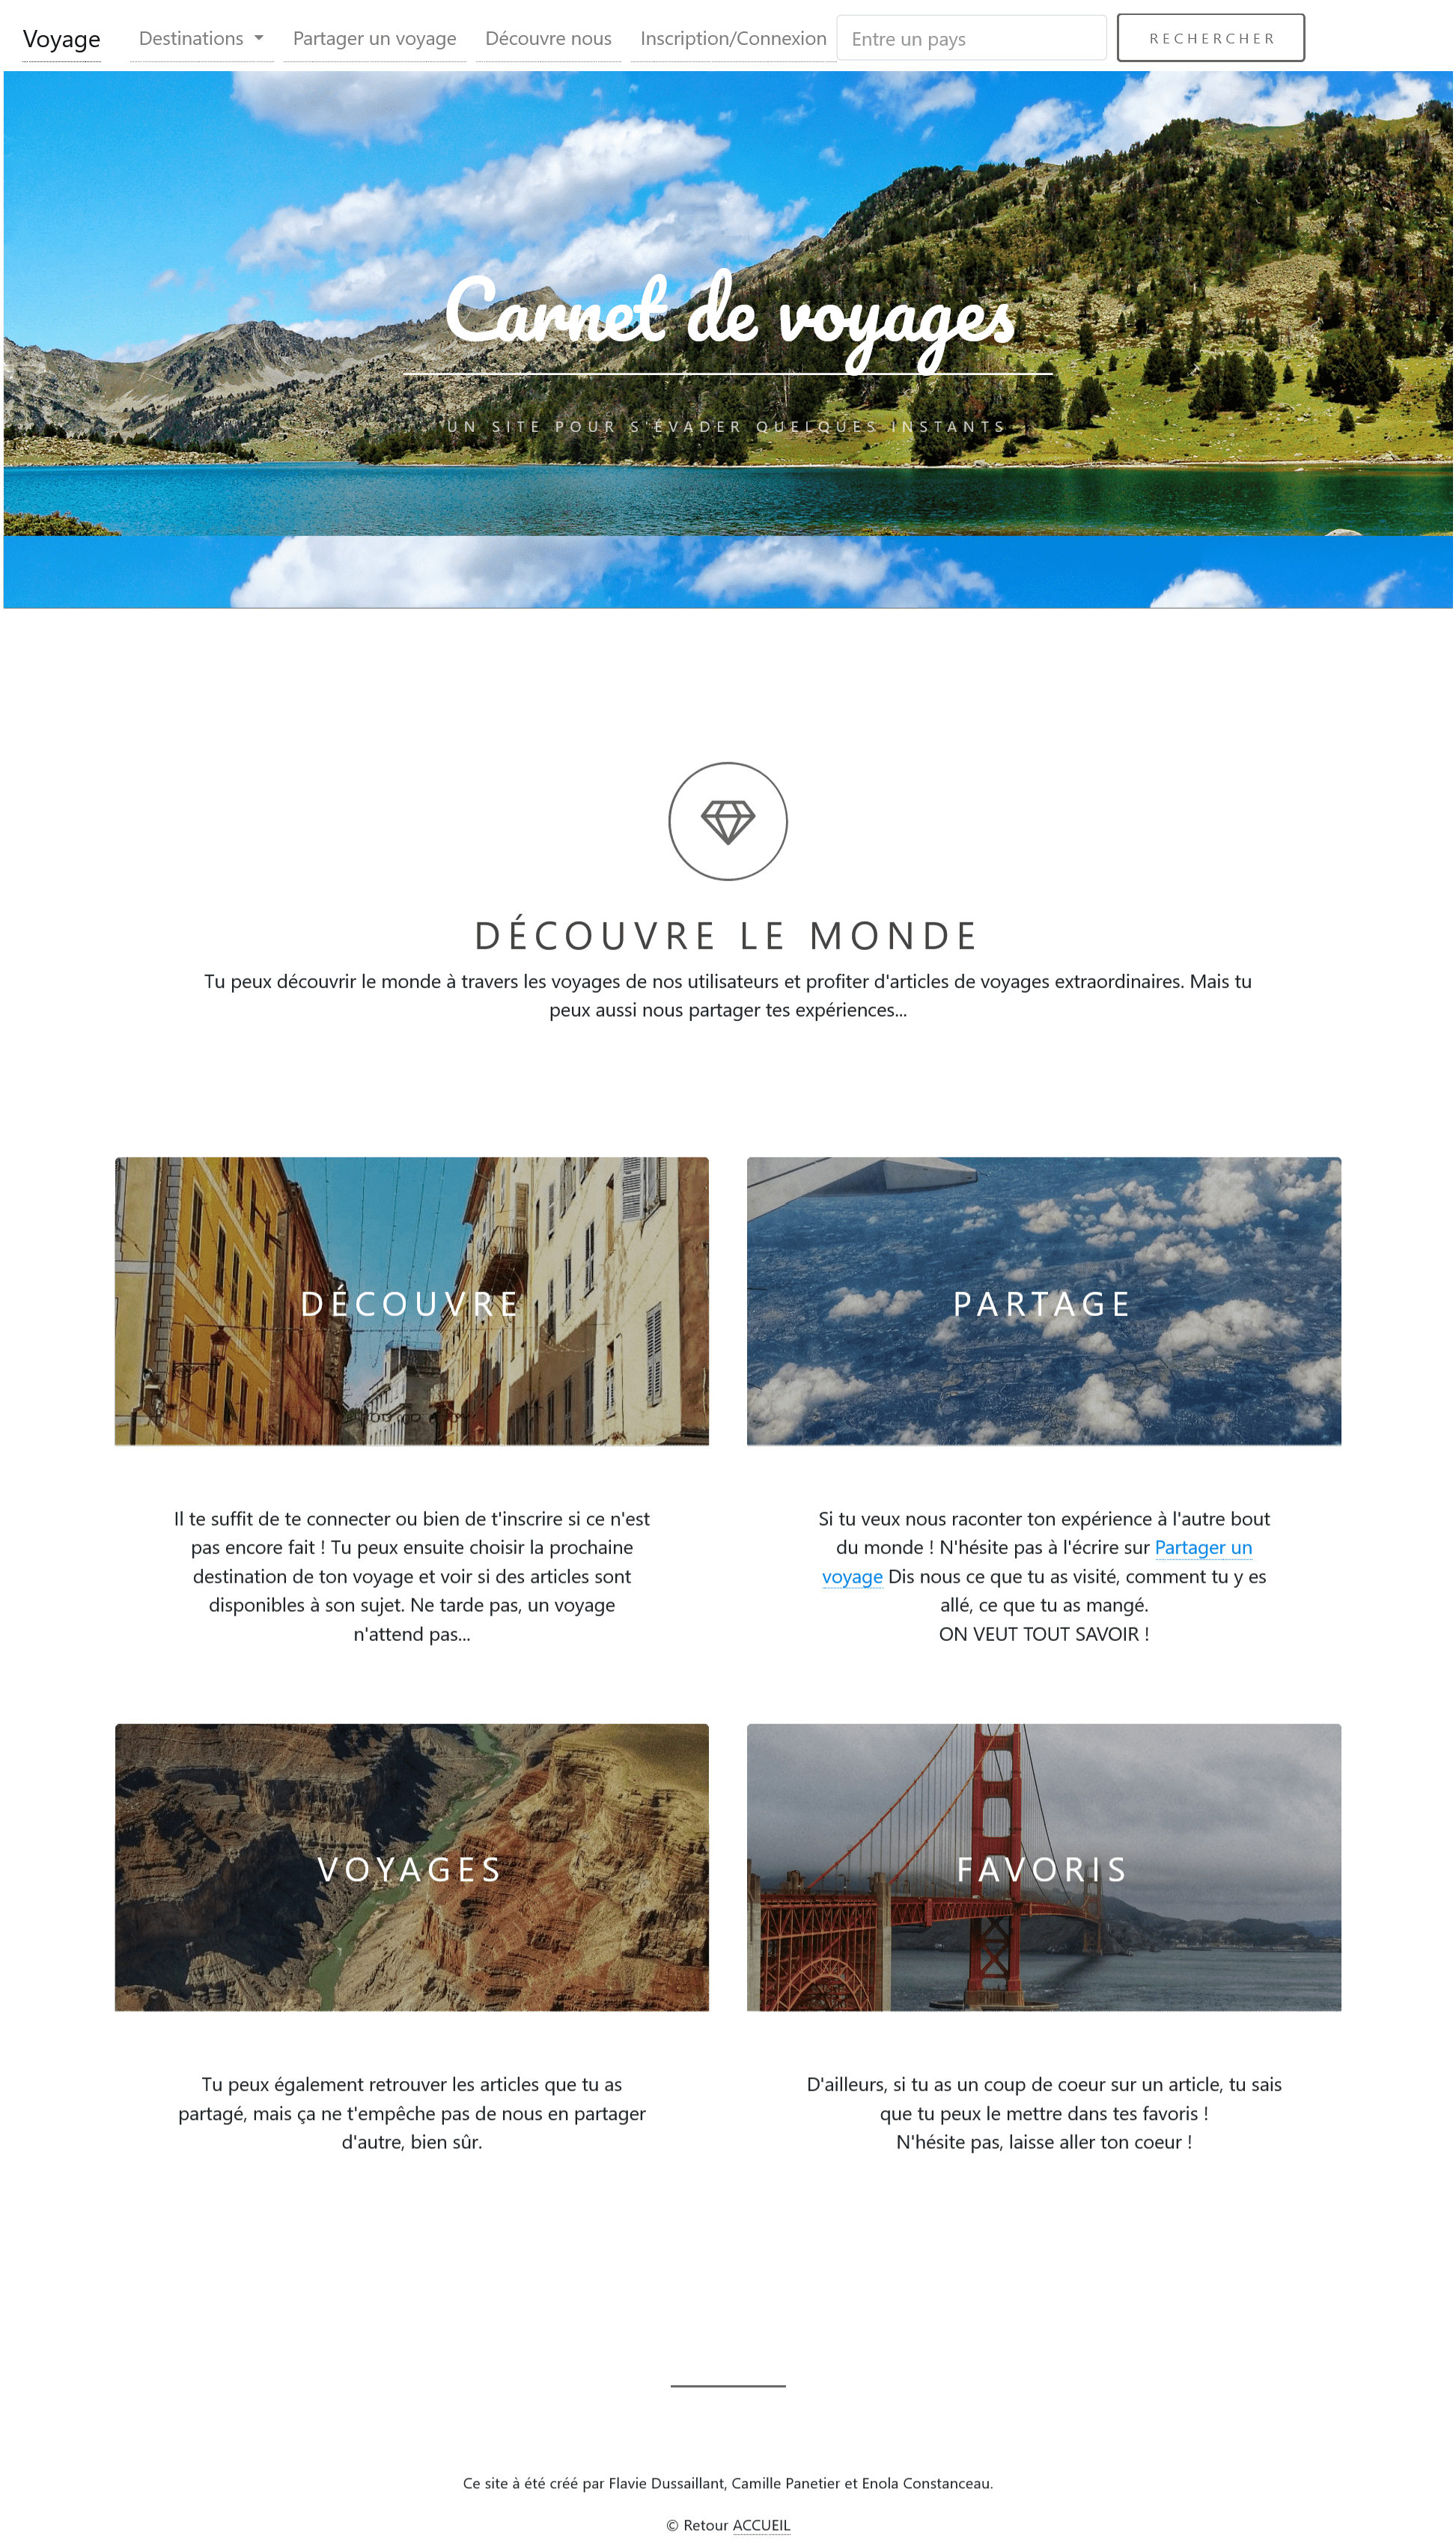 Voyage Destinations Partager un voyage Découvre nous Inscription/Connexion Entre un pays RECHERCHER
Carnet de voyages
UN SITE POUR S'ÉVADER QUELQUES INSTANTS
DÉCOUVRE LE MONDE
Tu peux découvrir le monde à travers les voyages de nos utilisateurs et profiter d'articles de voyages extraordinaires. Mais tu
peux aussi nous partager tes expériences...
DÉCOUVRE
Il te suffit de te connecter ou bien de t'inscrire si ce n'est
pas encore fait ! Tu peux ensuite choisir la prochaine
destination de ton voyage et voir si des articles sont
disponibles à son sujet. Ne tarde pas, un voyage
n'attend pas...
PARTAGE
Si tu veux nous raconter ton expérience à l'autre bout
du monde ! N'hésite pas à l'écrire sur Partager un
voyage Dis nous ce que tu as visité, comment tu y es
allé, ce que tu as mangé.
ON VEUT TOUT SAVOIR !
VOYAGES
Tu peux également retrouver les articles que tu as
partagé, mais ça ne t'empêche pas de nous en partager
d'autre, bien sûr.
FAVORIS
D'ailleurs, si tu as un coup de coeur sur un article, tu sais
que tu peux le mettre dans tes favoris !
N'hésite pas, laisse aller ton coeur !
Ce site à été créé par Flavie Dussaillant, Camille Panetier et Enola Constanceau.
© Retour ACCUEIL